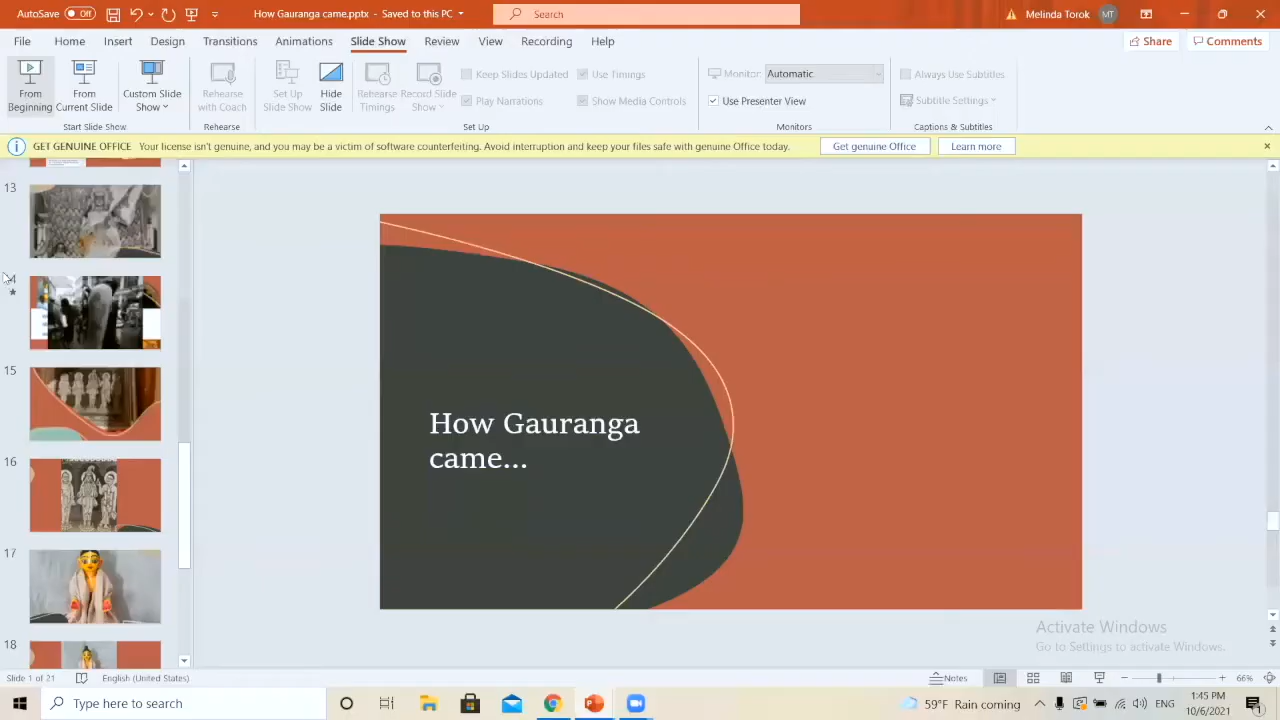 AutoSave Off How Gauranga came.pptx - Saved to this PC Search Melinda Torok MT
File Home Insert Design Transitions Animations Slide Show Review View Recording Help Share Comments
From Beginning
From Current Slide
Custom Slide Show
Rehearse with Coach
Set Up Slide Show
Hide Slide
Rehearse Timings
Record Slide Show
Keep Slides Updated
Use Timings
Play Narrations
Show Media Controls
Monitor: Automatic
Use Presenter View
Always Use Subtitles
Subtitle Settings
Start Slide Show Rehearse Set Up Monitors Captions & Subtitles
GET GENUINE OFFICE Your license isn't genuine, and you may be a victim of software counterfeiting. Avoid interruption and keep your files safe with genuine Office today. Get genuine Office Learn more
13
15
16
17
18
How Gauranga
came...
Activate Windows
Go to Settings to activate Windows.
Slide 1 of 21 English (United States) Notes 66%
Type here to search 59°F Rain coming 1:45 PM
10/6/2021